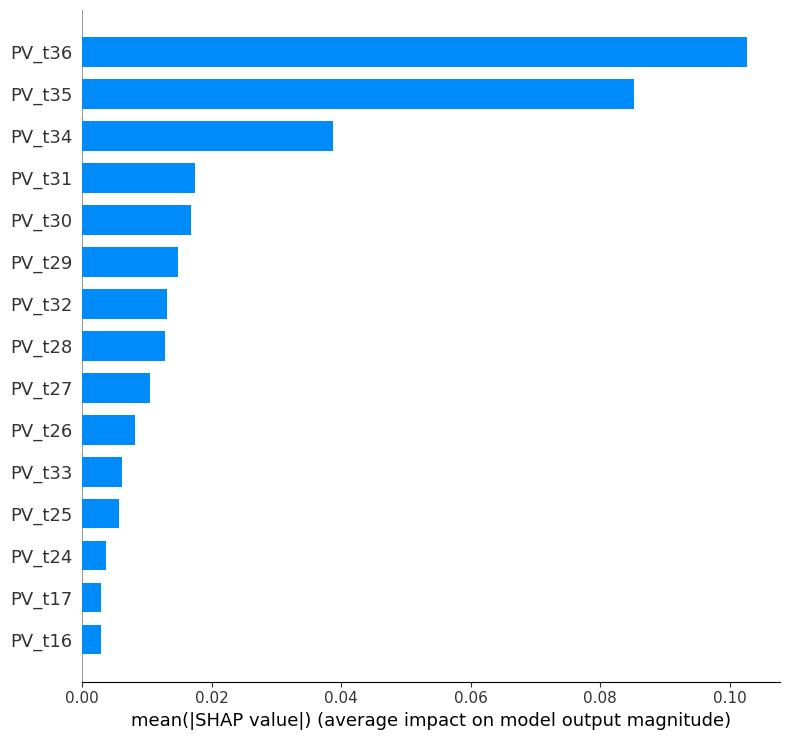 PV_t36
PV_t35
PV_t34
PV_t31
PV_t30
PV_t29
PV_t32
PV_t28
PV_t27
PV_t26
PV_t33
PV_t25
PV_t24
PV_t17
PV_t16
0.00 0.02 0.04 0.06 0.08 0.10
mean(|SHAP value|) (average impact on model output magnitude)